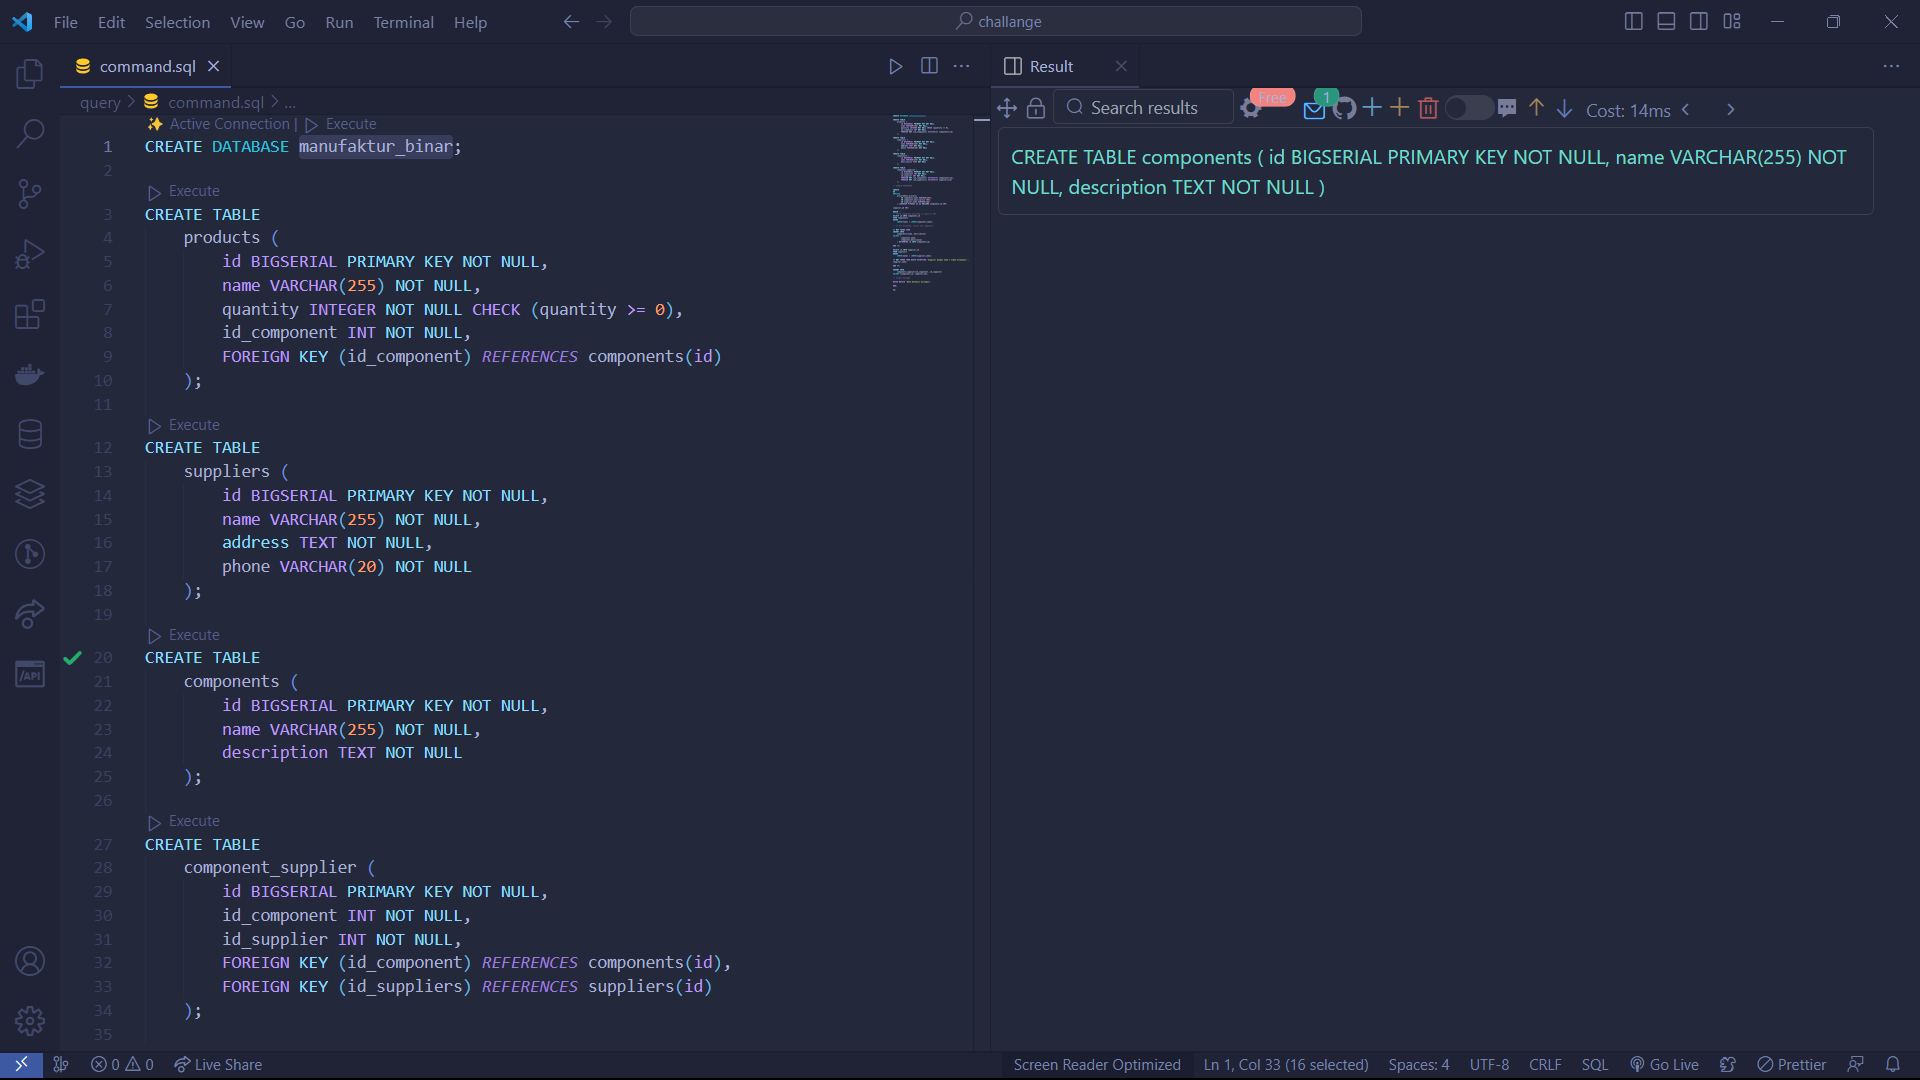 File Edit Selection View Go Run Terminal Help
challange
command.sql
Result
query > command.sql > ...
Search results
Free
1
Cost: 14ms
Active Connection | Execute
1 CREATE DATABASE manufaktur_binar;
2
Execute
3 CREATE TABLE
4 products (
5 id BIGSERIAL PRIMARY KEY NOT NULL,
6 name VARCHAR(255) NOT NULL,
7 quantity INTEGER NOT NULL CHECK (quantity >= 0),
8 id_component INT NOT NULL,
9 FOREIGN KEY (id_component) REFERENCES components(id)
10 );
11
Execute
12 CREATE TABLE
13 suppliers (
14 id BIGSERIAL PRIMARY KEY NOT NULL,
15 name VARCHAR(255) NOT NULL,
16 address TEXT NOT NULL,
17 phone VARCHAR(20) NOT NULL
18 );
19
Execute
20 CREATE TABLE
21 components (
22 id BIGSERIAL PRIMARY KEY NOT NULL,
23 name VARCHAR(255) NOT NULL,
24 description TEXT NOT NULL
25 );
26
Execute
27 CREATE TABLE
28 component_supplier (
29 id BIGSERIAL PRIMARY KEY NOT NULL,
30 id_component INT NOT NULL,
31 id_supplier INT NOT NULL,
32 FOREIGN KEY (id_component) REFERENCES components(id),
33 FOREIGN KEY (id_suppliers) REFERENCES suppliers(id)
34 );
35
CREATE TABLE components ( id BIGSERIAL PRIMARY KEY NOT NULL, name VARCHAR(255) NOT
NULL, description TEXT NOT NULL )
/API
0 0 Live Share
Screen Reader Optimized Ln 1, Col 33 (16 selected) Spaces: 4 UTF-8 CRLF SQL Go Live Prettier